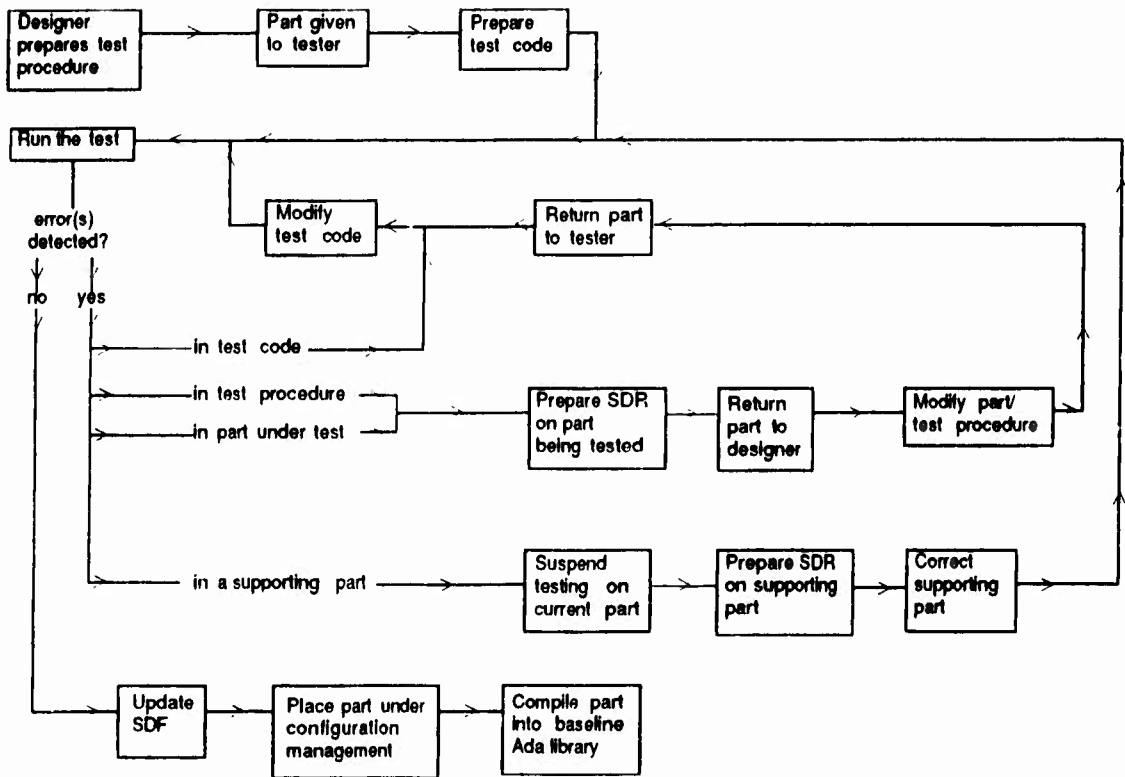 Designer
prepares test
procedure
Part given
to tester
Prepare
test code
Run the test
error(s)
detected?
no
yes
Modify
test code
Return part
to tester
in test code
in test procedure
in part under test
Prepare SDR
on part
being tested
Return
part to
designer
Modify part/
test procedure
in a supporting part
Suspend
testing on
current part
Prepare SDR
on supporting
part
Correct
supporting
part
Update
SDF
Place part under
configuration
management
Compile part
into baseline
Ada library